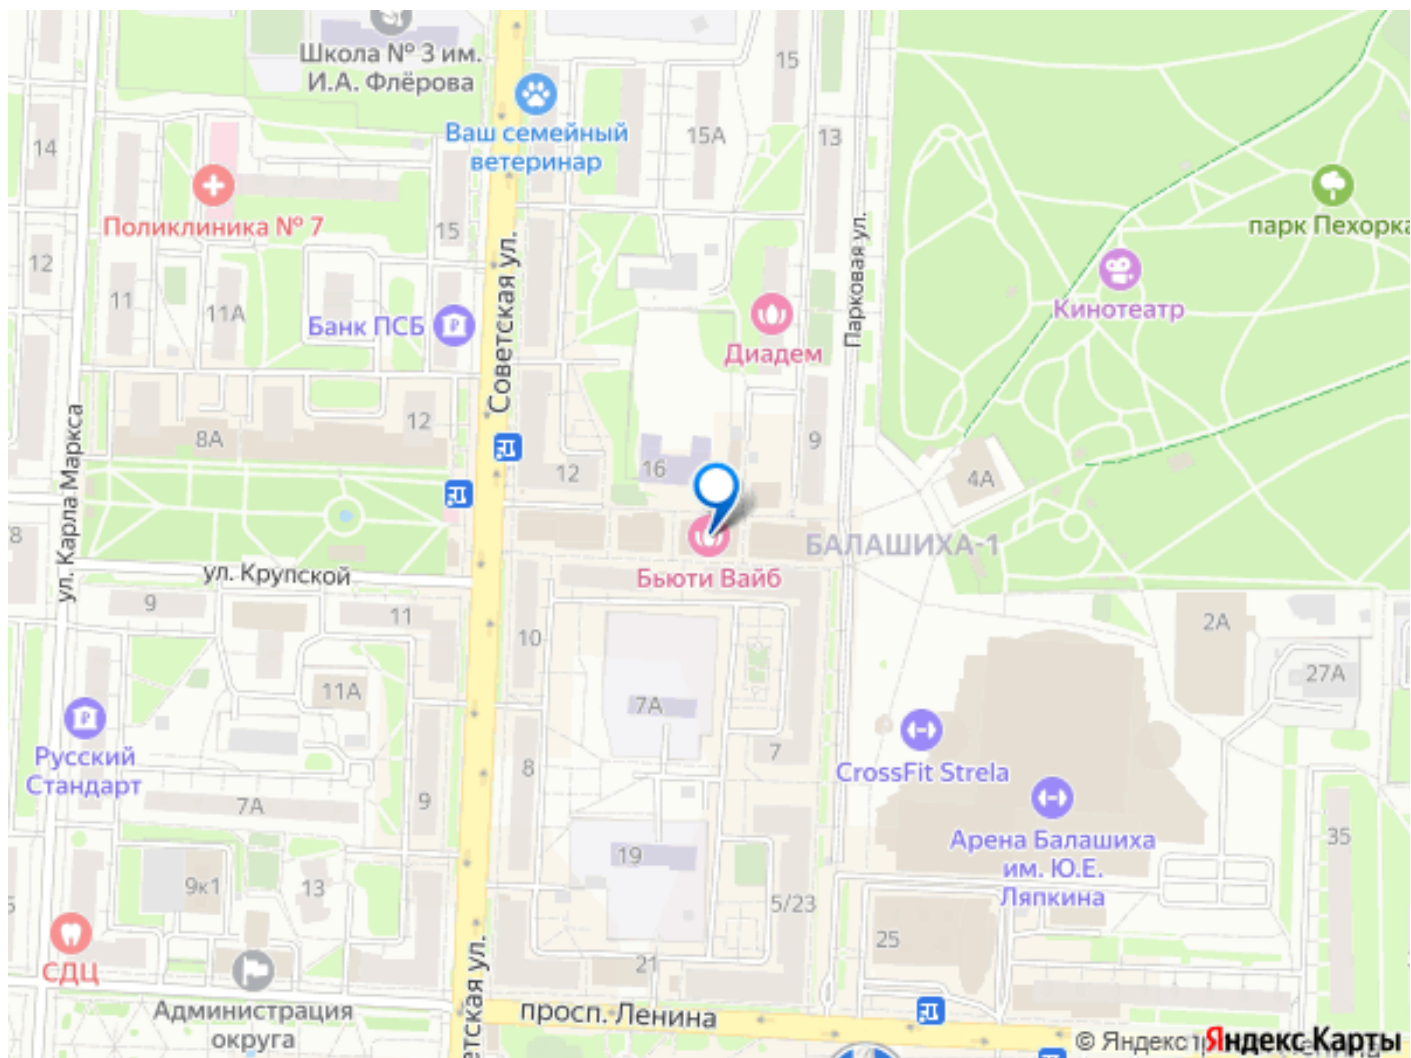 Школа № 3 им.
И.А. Флёрова
15
14
Ваш семейный
ветеринар
15А
13
Поликлиника № 7
15
парк Пехорка
12
11
11А
Банк ПСБ
Советская ул.
Парковая ул.
Кинотеатр
Диадем
ул. Карла Маркса
8А
12
12
16
9
4А
8
БАЛАШИХА-1
Бьюти Вайб
ул. Крупской
9
11
10
2А
11А
7А
27А
Русский
Стандарт
7А
9
8
7
CrossFit Strela
Арена Балашиха
им. Ю.Е.
Ляпкина
35
9к1
13
19
5/23
25
СДЦ
21
Администрация
округа
етская ул.
просп. Ленина
© Яндекс
Яндекс Карты